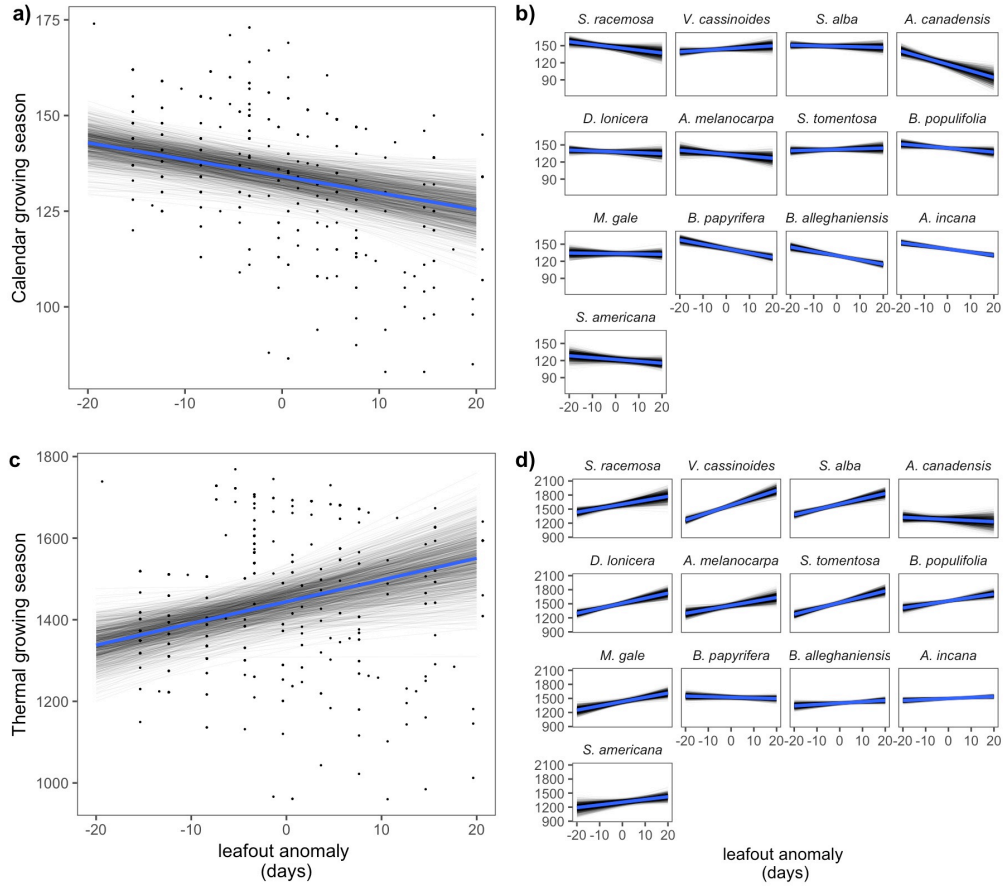 a)
175
150
125
100
Calendar growing season
-20 -10 0 10 20
b)
S. racemosa V. cassinoides S. alba A. canadensis
150
120
90
D. lonicera A. melanocarpa S. tomentosa B. populifolia
150
120
90
M. gale B. papyrifera B. alleghaniensis A. incana
150
120
90
-20 -10 0 10 20 -20 -10 0 10 20 -20 -10 0 10 20
S. americana
150
120
90
-20 -10 0 10 20
c
1800
1600
1400
1200
1000
Thermal growing season
-20 -10 0 10 20
leafout anomaly
(days)
d)
S. racemosa V. cassinoides S. alba A. canadensis
2100
1800
1500
1200
900
D. lonicera A. melanocarpa S. tomentosa B. populifolia
2100
1800
1500
1200
900
M. gale B. papyrifera B. alleghaniensis A. incana
2100
1800
1500
1200
900
-20 -10 0 10 20 -20 -10 0 10 20 -20 -10 0 10 20
S. americana
2100
1800
1500
1200
900
-20 -10 0 10 20
leafout anomaly
(days)